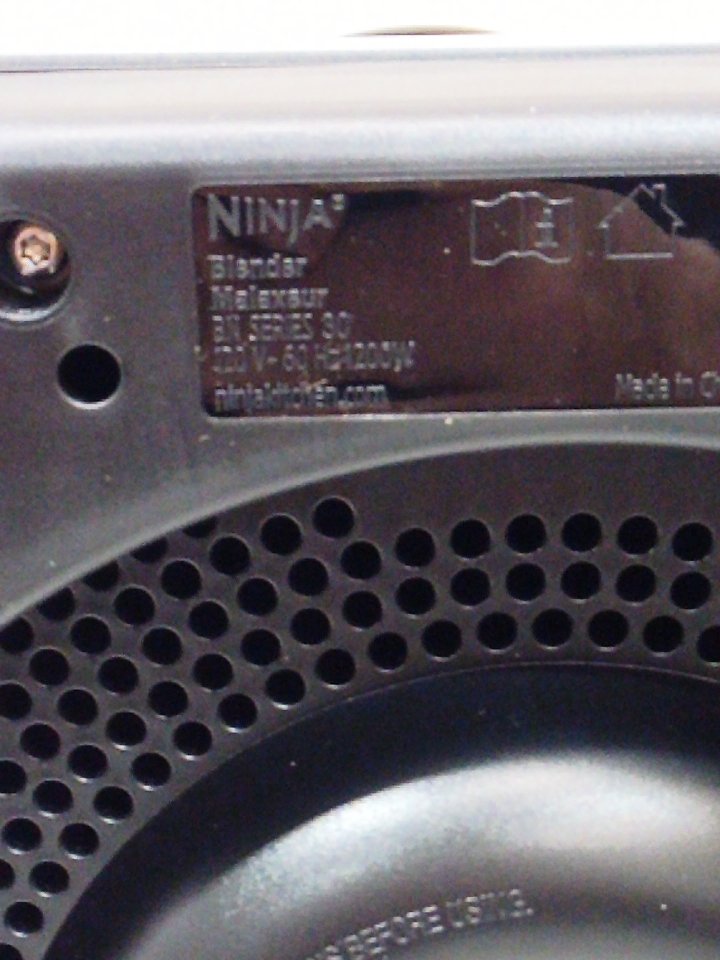 NINJA®
Blender
Malaxeur
BN SERIES 30
120 V~ 60 Hz 1200W
ninjakitchen.com
Made in Ch
BEFORE USING.